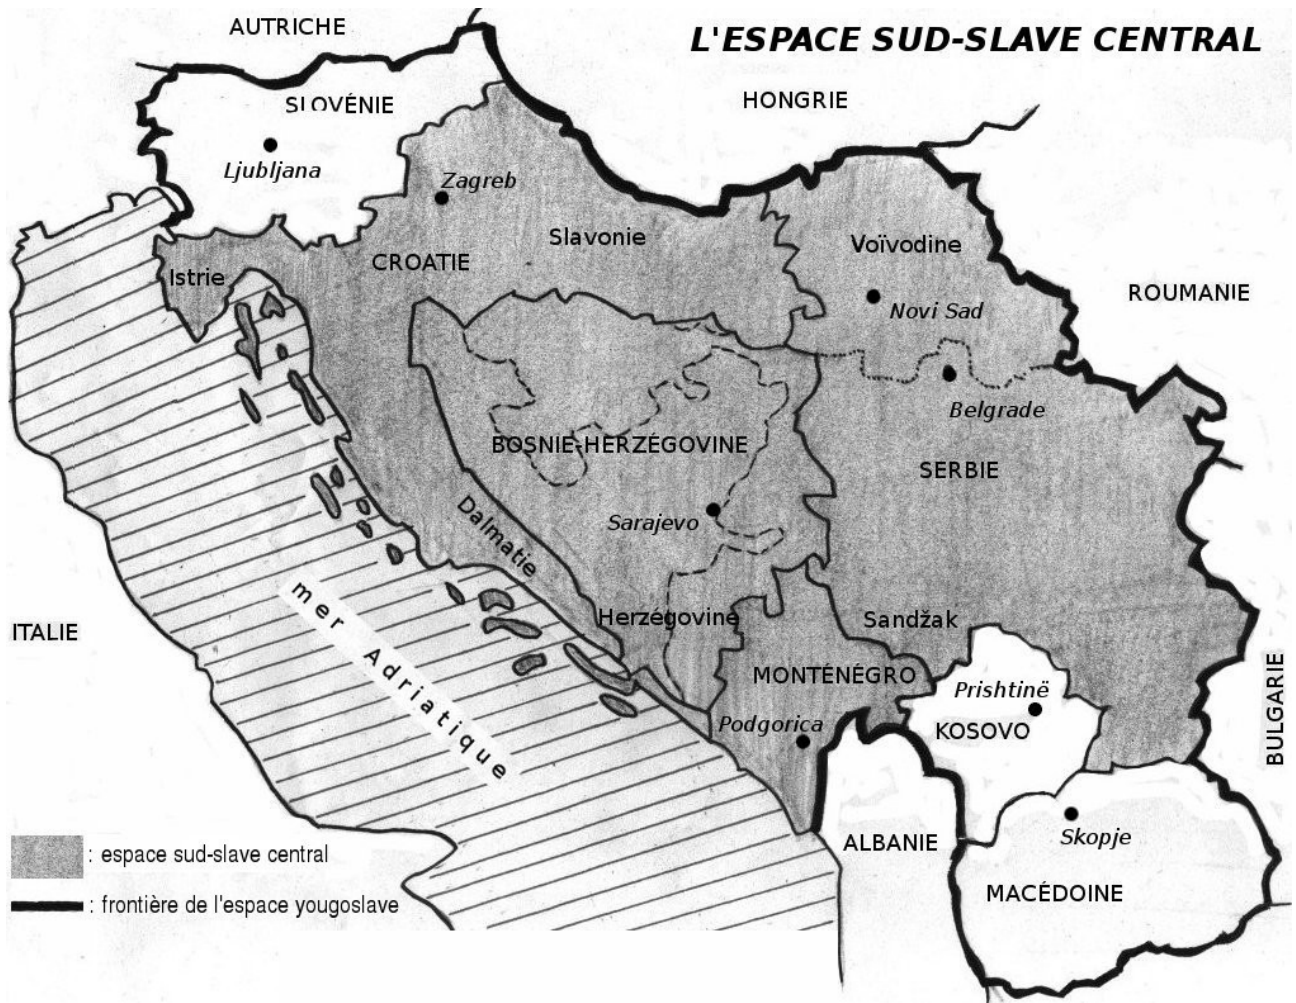 AUTRICHE
L'ESPACE SUD-SLAVE CENTRAL
HONGRIE
SLOVÉNIE
Ljubljana
Zagreb
Slavonie
Voïvodine
Istrie
CROATIE
Novi Sad
ROUMANIE
Belgrade
BOSNIE-HERZÉGOVINE
SERBIE
Dalmatie
Sarajevo
mer Adriatique
Herzégovine
Sandžak
ITALIE
MONTÉNÉGRO
Prishtinë
Podgorica
KOSOVO
BULGARIE
ALBANIE
Skopje
: espace sud-slave central
MACÉDOINE
: frontière de l'espace yougoslave